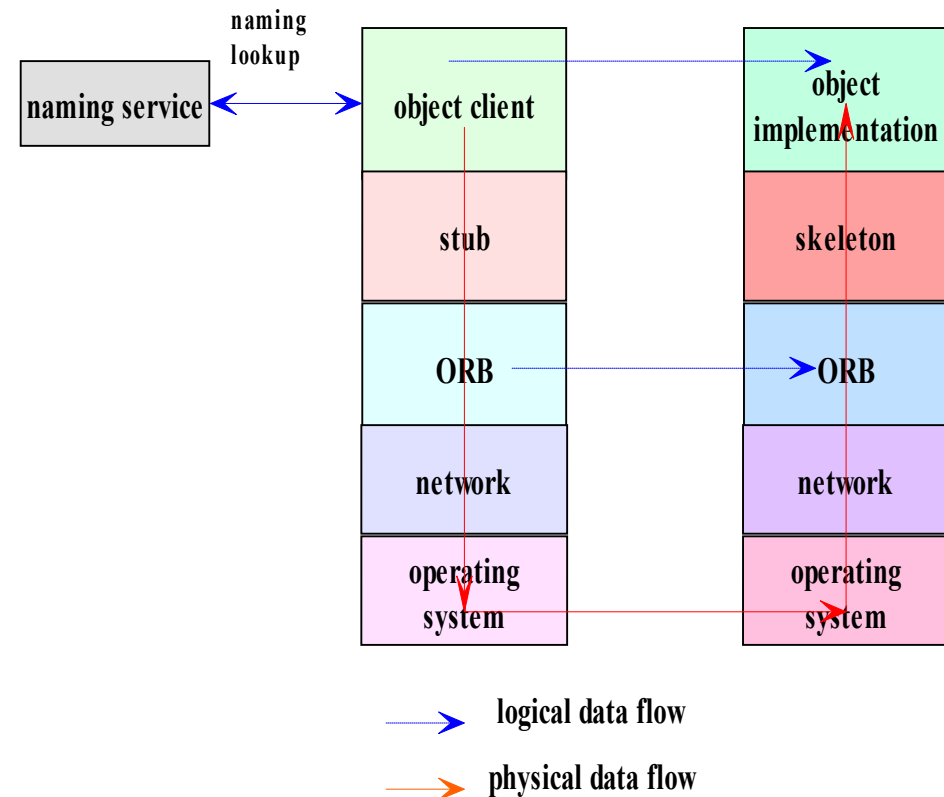 naming
lookup
naming service
object client
object
implementation
stub
skeleton
ORB
ORB
network
network
operating
system
operating
system
logical data flow
physical data flow